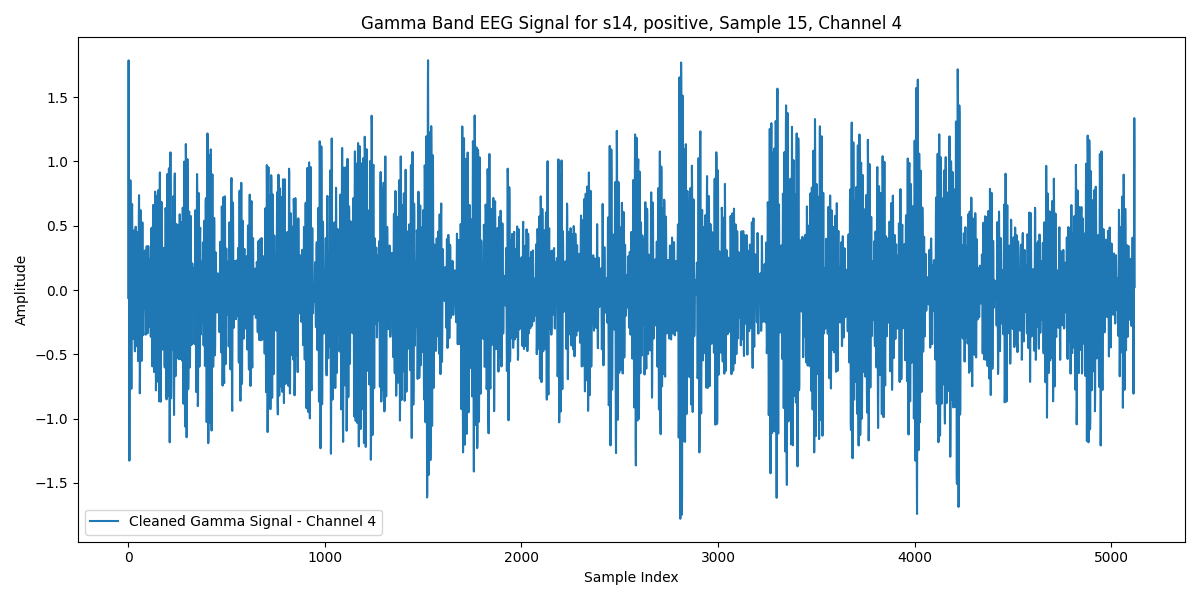 Gamma Band EEG Signal for s14, positive, Sample 15, Channel 4
Amplitude
1.5
1.0
0.5
0.0
−0.5
−1.0
−1.5
Cleaned Gamma Signal - Channel 4
0 1000 2000 3000 4000 5000
Sample Index